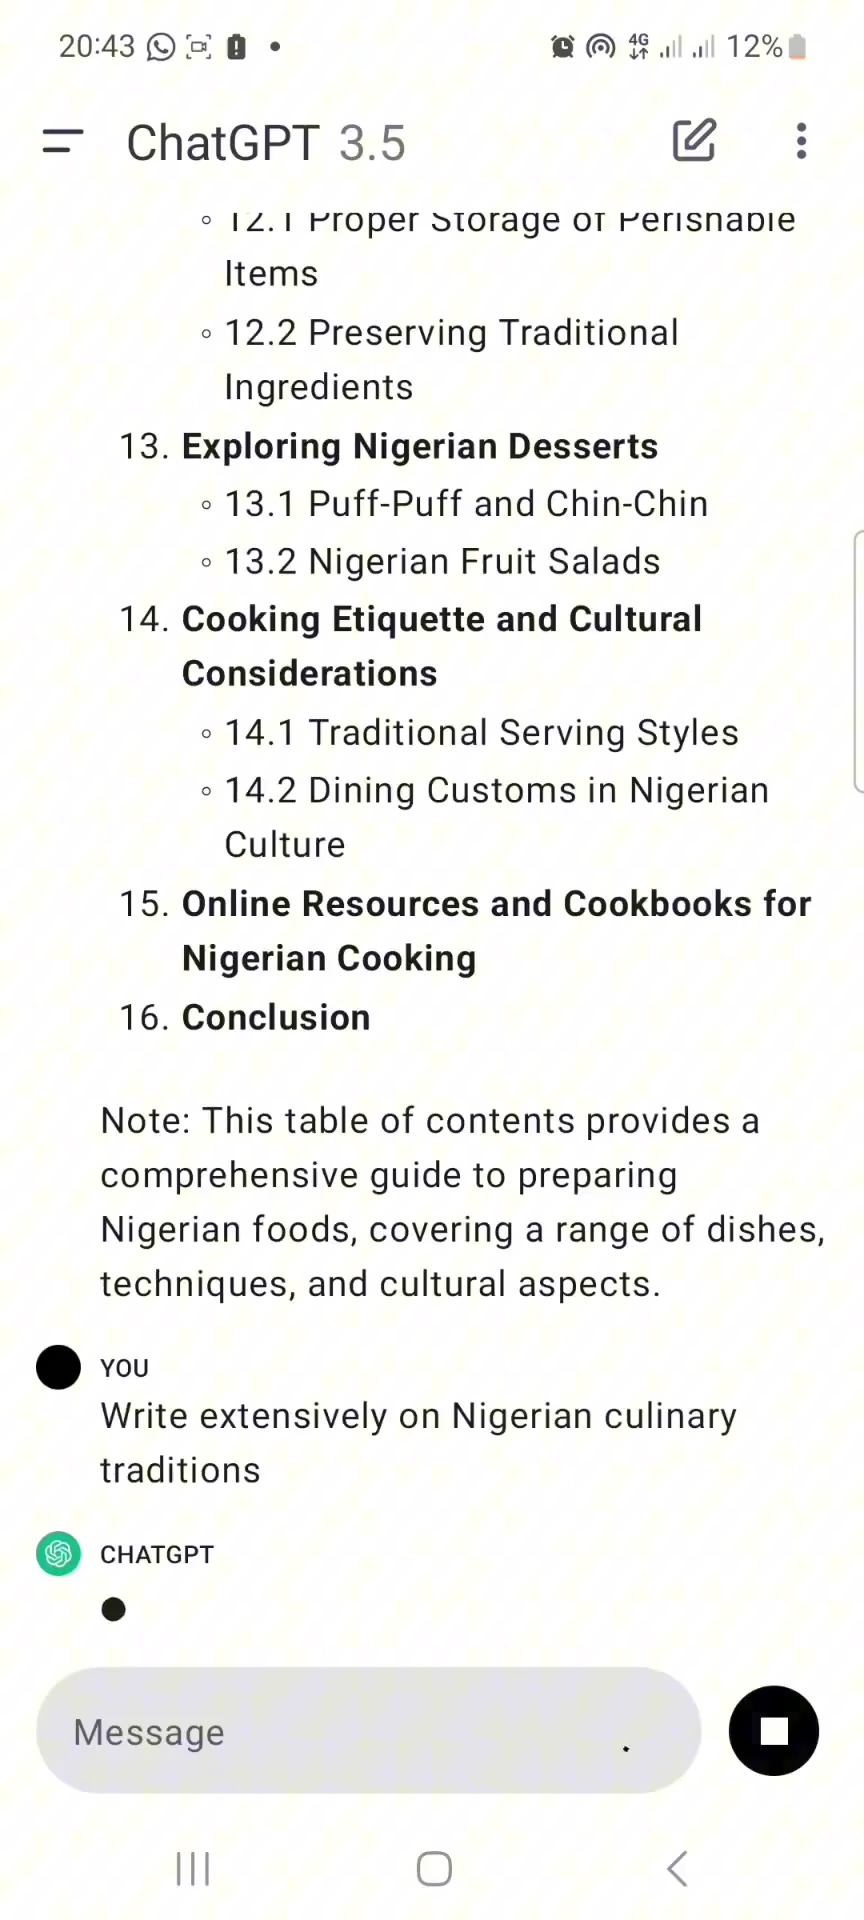 20:43 4G 12%
ChatGPT 3.5
◦ 12.1 Proper Storage of Perishable
Items
◦ 12.2 Preserving Traditional
Ingredients
13. Exploring Nigerian Desserts
◦ 13.1 Puff-Puff and Chin-Chin
◦ 13.2 Nigerian Fruit Salads
14. Cooking Etiquette and Cultural
Considerations
◦ 14.1 Traditional Serving Styles
◦ 14.2 Dining Customs in Nigerian
Culture
15. Online Resources and Cookbooks for
Nigerian Cooking
16. Conclusion
Note: This table of contents provides a
comprehensive guide to preparing
Nigerian foods, covering a range of dishes,
techniques, and cultural aspects.
YOU
Write extensively on Nigerian culinary
traditions
CHATGPT
Message